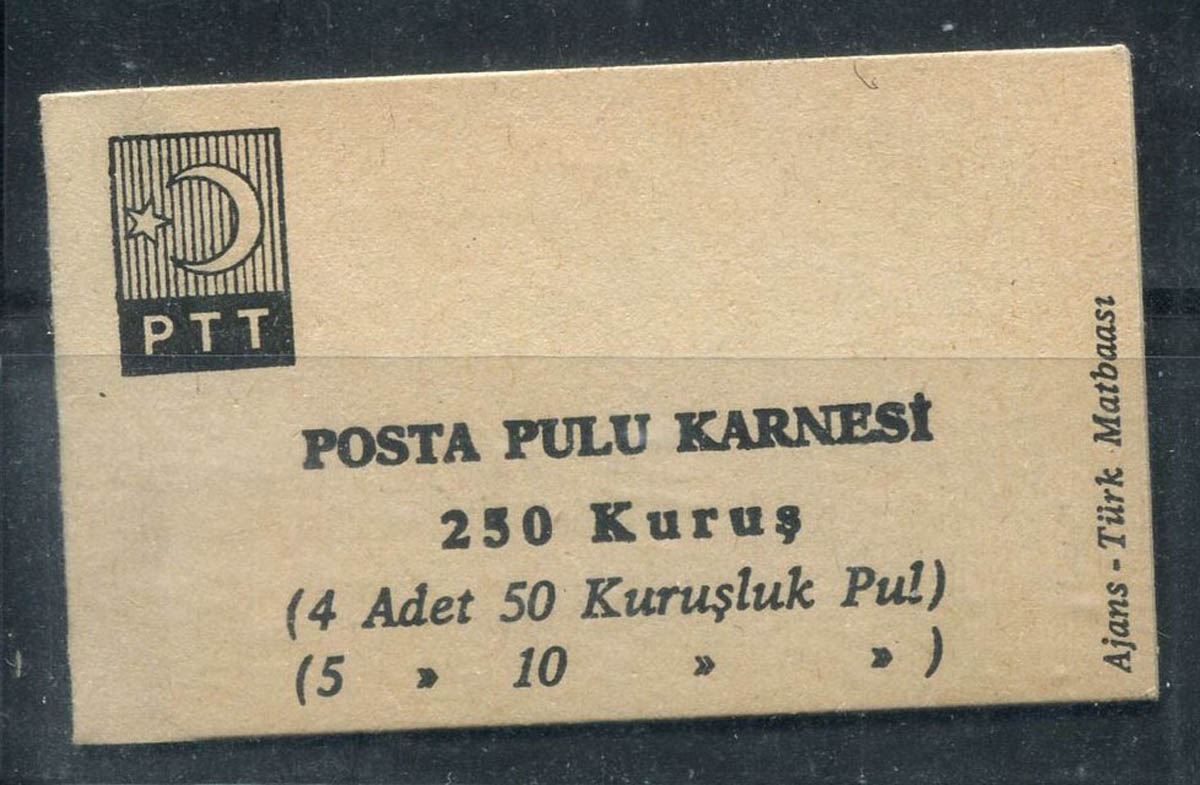 PTT
POSTA PULU KARNESİ
250 Kuruş
(4 Adet 50 Kuruşluk Pul)
(5 » 10 » » )
Ajans - Türk Matbaası